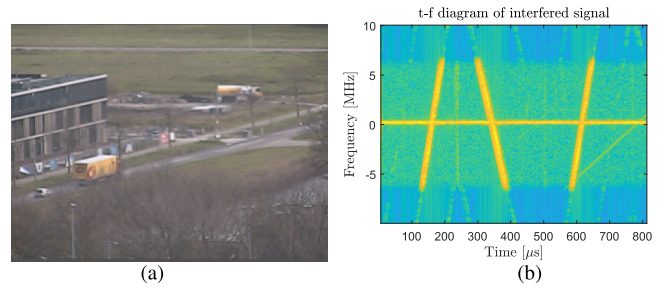 t-f diagram of interfered signal
10
5
0
-5
Frequency [MHz]
100 200 300 400 500 600 700 800
Time [μs]
(a)
(b)